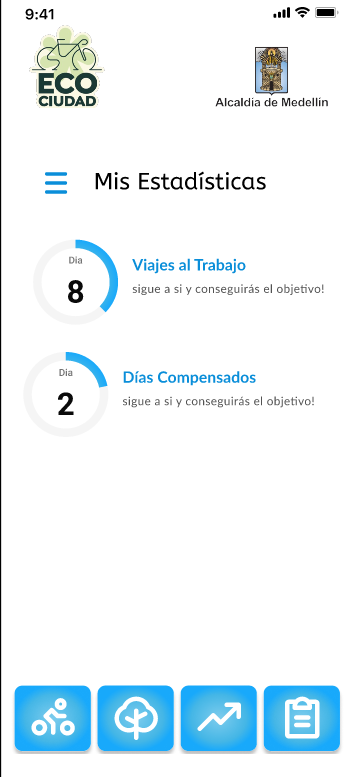 9:41
ECO
CIUDAD
Alcaldía de Medellín
Mis Estadísticas
Dia
8
Viajes al Trabajo
sigue a si y conseguirás el objetivo!
Dia
2
Días Compensados
sigue a si y conseguirás el objetivo!